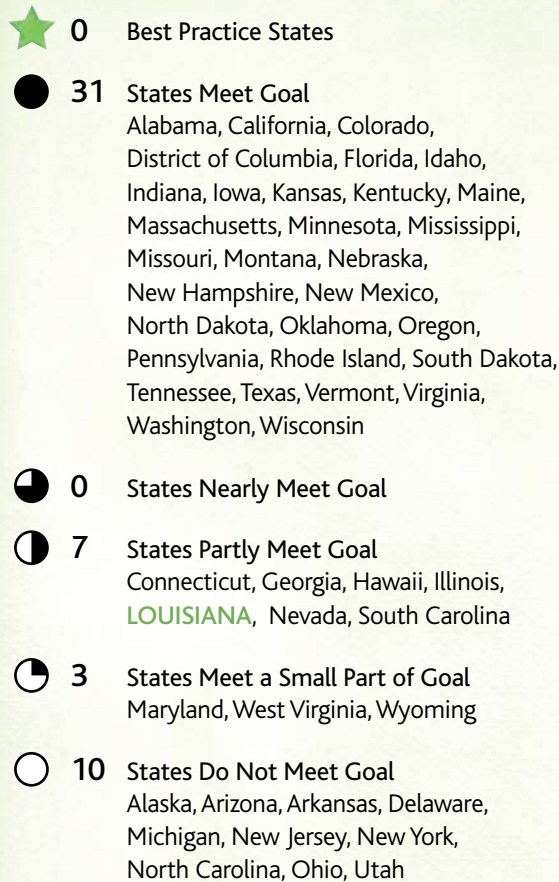 0 Best Practice States
31 States Meet Goal
Alabama, California, Colorado,
District of Columbia, Florida, Idaho,
Indiana, Iowa, Kansas, Kentucky, Maine,
Massachusetts, Minnesota, Mississippi,
Missouri, Montana, Nebraska,
New Hampshire, New Mexico,
North Dakota, Oklahoma, Oregon,
Pennsylvania, Rhode Island, South Dakota,
Tennessee, Texas, Vermont, Virginia,
Washington, Wisconsin
0 States Nearly Meet Goal
7 States Partly Meet Goal
Connecticut, Georgia, Hawaii, Illinois,
LOUISIANA, Nevada, South Carolina
3 States Meet a Small Part of Goal
Maryland, West Virginia, Wyoming
10 States Do Not Meet Goal
Alaska, Arizona, Arkansas, Delaware,
Michigan, New Jersey, New York,
North Carolina, Ohio, Utah